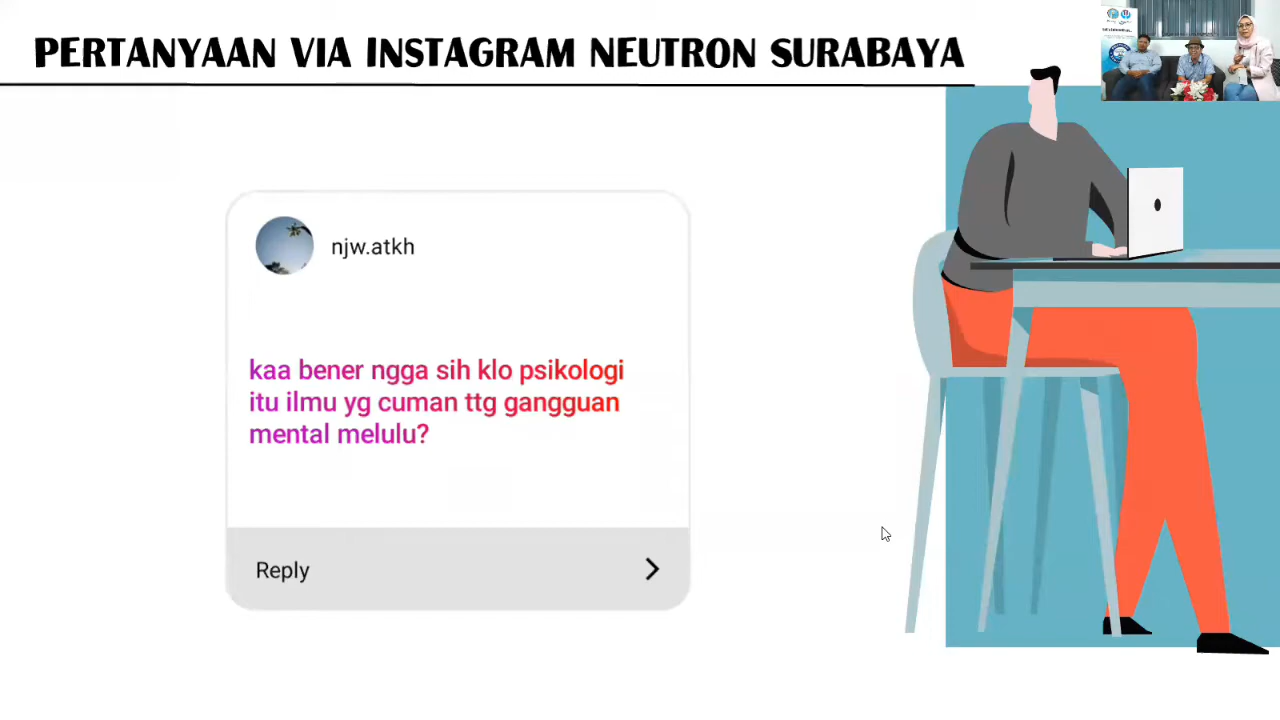 PERTANYAAN VIA INSTAGRAM NEUTRON SURABAYA
njw.atkh
kaa bener ngga sih klo psikologi
itu ilmu yg cuman ttg gangguan
mental melulu?
Reply